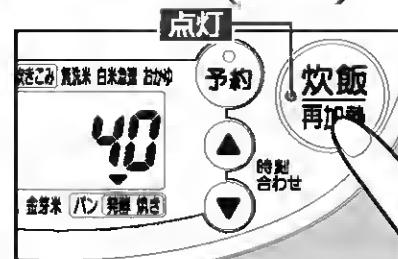 点灯
炊きこみ 無洗米 白米急速 おかゆ
予約
炊飯
再加熱
40
時刻
合わせ
金芽米 パン 発酵 焼き